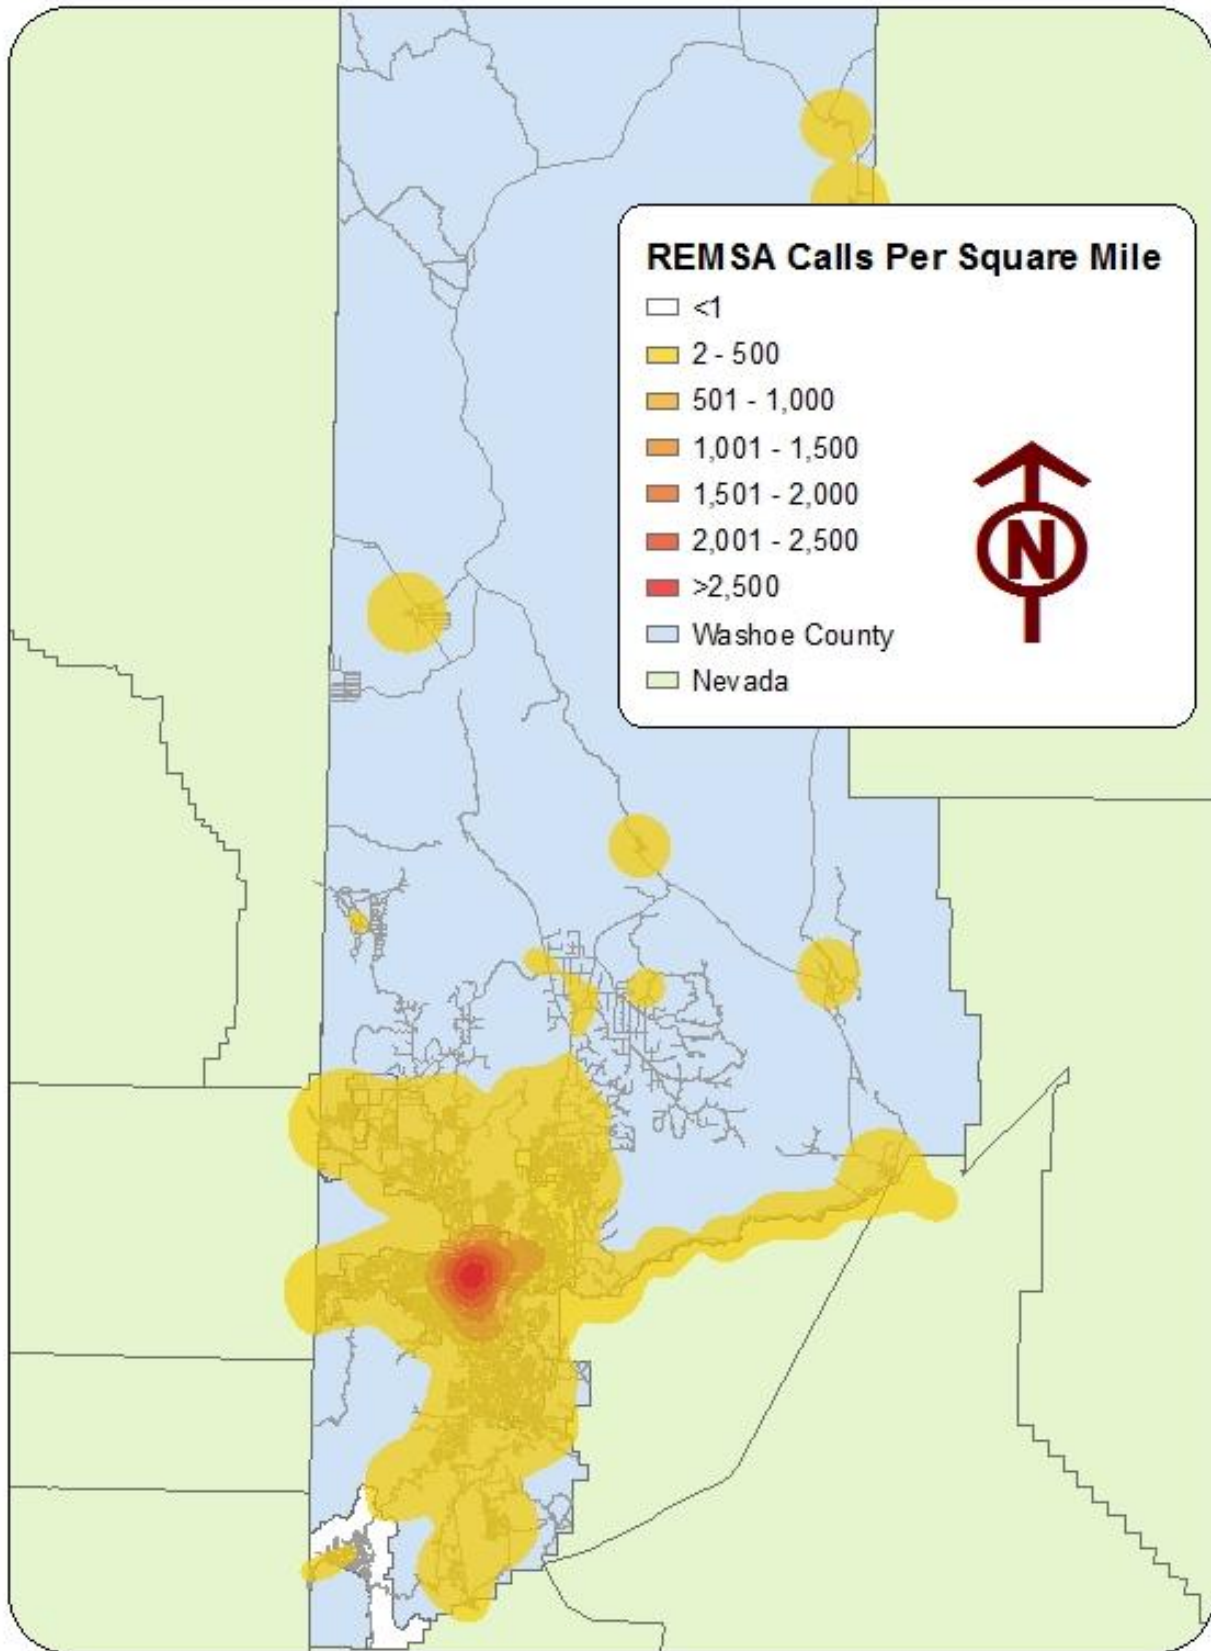 REMSA Calls Per Square Mile
<1
2 - 500
501 - 1,000
1,001 - 1,500
1,501 - 2,000
2,001 - 2,500
>2,500
Washoe County
Nevada
N